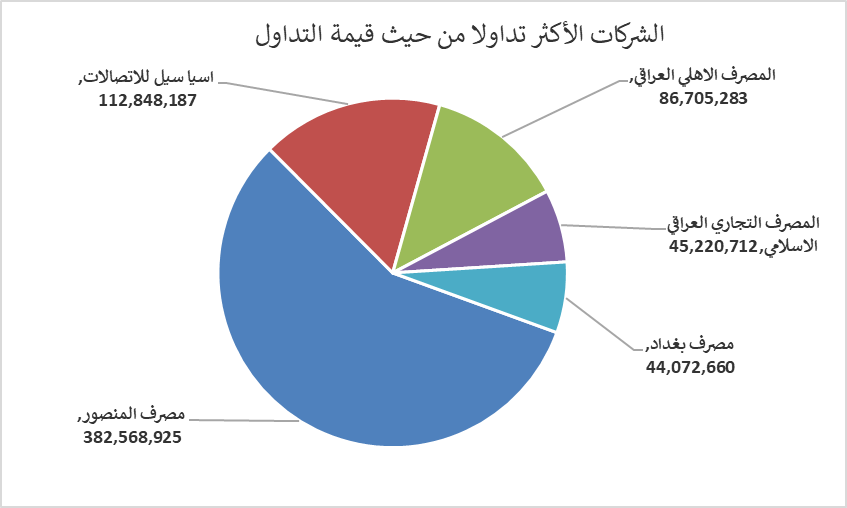 الشركات الأكثر تداولا من حيث قيمة التداول
المصرف الاهلي العراقي,
86,705,283
اسيا سيل للاتصالات,
112,848,187
المصرف التجاري العراقي
الاسلامي, 45,220,712
مصرف بغداد,
44,072,660
مصرف المنصور,
382,568,925